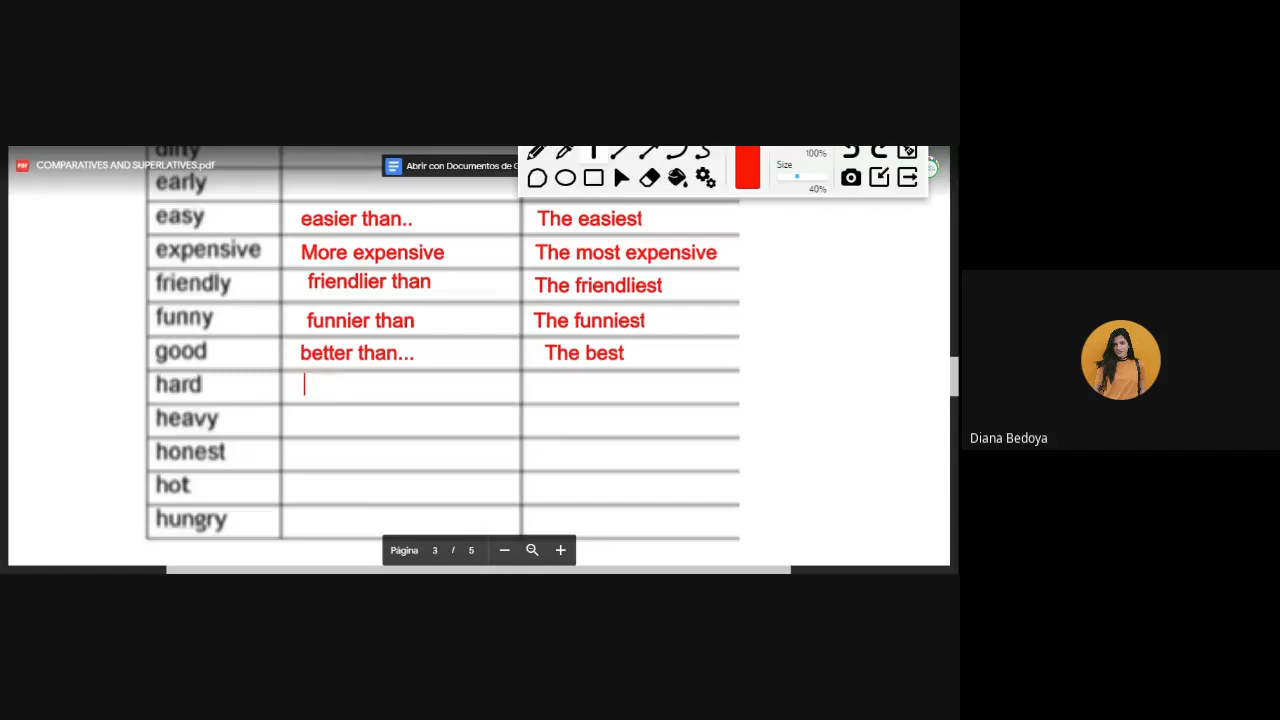 dirty
COMPARATIVES AND SUPERLATIVES.pdf
Abrir con Documentos de G
100%
Size
40%
early
easy easier than.. The easiest
expensive More expensive The most expensive
friendly friendlier than The friendliest
funny funnier than The funniest
good better than... The best
hard
heavy
honest
hot
hungry
Página 3 / 5
Diana Bedoya